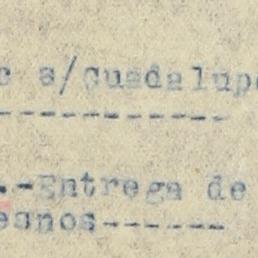 c a/guadalupe
---------------
.-Entrega de
esnos------